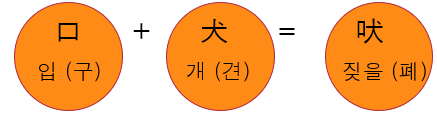 口 + 犬 = 吠
입 (구) 개 (견) 짖을 (폐)